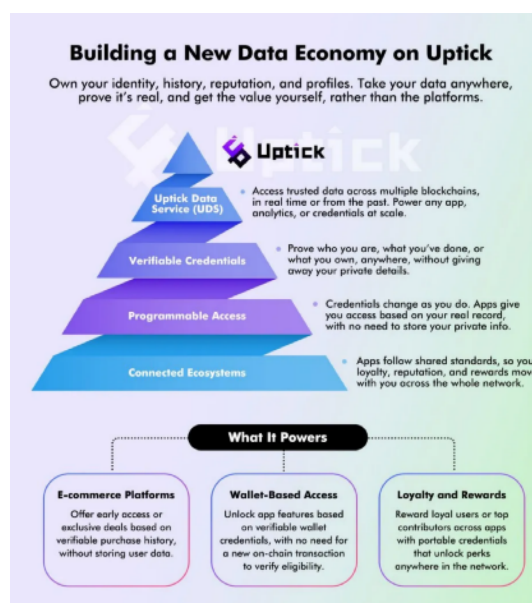 Building a New Data Economy on Uptick
Own your identity, history, reputation, and profiles. Take your data anywhere,
prove it's real, and get the value yourself, rather than the platforms.
Uptick
Uptick
Uptick Data
Service (UDS)
• Access trusted data across multiple blockchains,
in real time or from the past. Power any app,
analytics, or credentials at scale.
Verifiable Credentials
• Prove who you are, what you've done, or
what you own, anywhere, without giving
away your private details.
Programmable Access
• Credentials change as you do. Apps give
you access based on your real record,
with no need to store your private info.
Connected Ecosystems
• Apps follow shared standards, so you
loyalty, reputation, and rewards mov
with you across the whole network.
What It Powers
E-commerce Platforms
Offer early access or
exclusive deals based on
verifiable purchase history,
without storing user data.
Wallet-Based Access
Unlock app features based
on verifiable wallet
credentials, with no need for
a new on-chain transaction
to verify eligibility.
Loyalty and Rewards
Reward loyal users or top
contributors across apps
with portable credentials
that unlock perks
anywhere in the network.